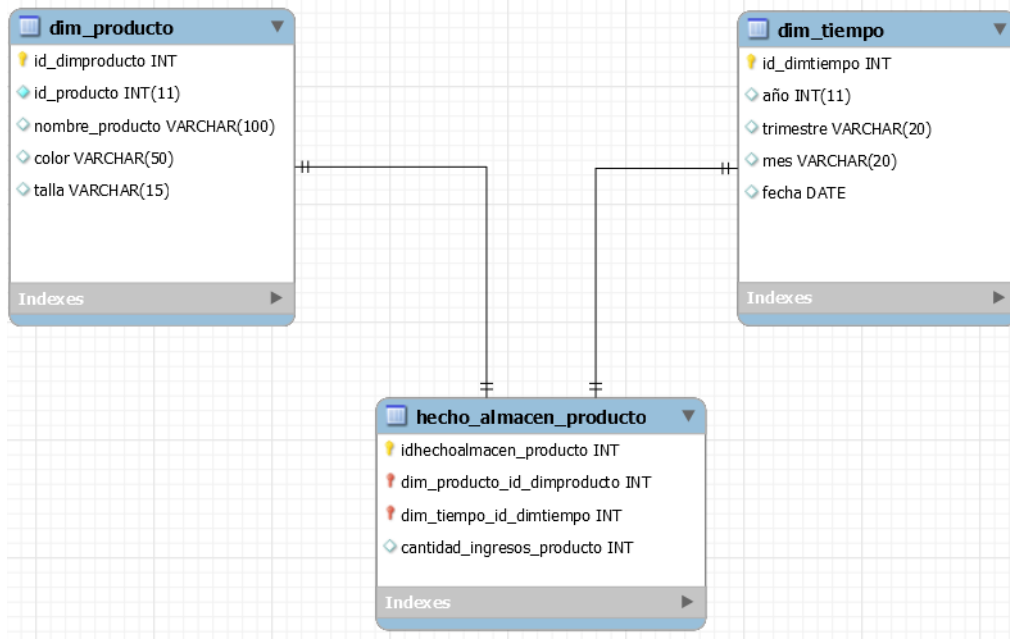 dim_producto
id_dimproducto INT
id_producto INT(11)
nombre_producto VARCHAR(100)
color VARCHAR(50)
talla VARCHAR(15)
Indexes
dim_tiempo
id_dimtiempo INT
año INT(11)
trimestre VARCHAR(20)
mes VARCHAR(20)
fecha DATE
Indexes
hecho_almacen_producto
idhechoalmacen_producto INT
dim_producto_id_dimproducto INT
dim_tiempo_id_dimtiempo INT
cantidad_ingresos_producto INT
Indexes